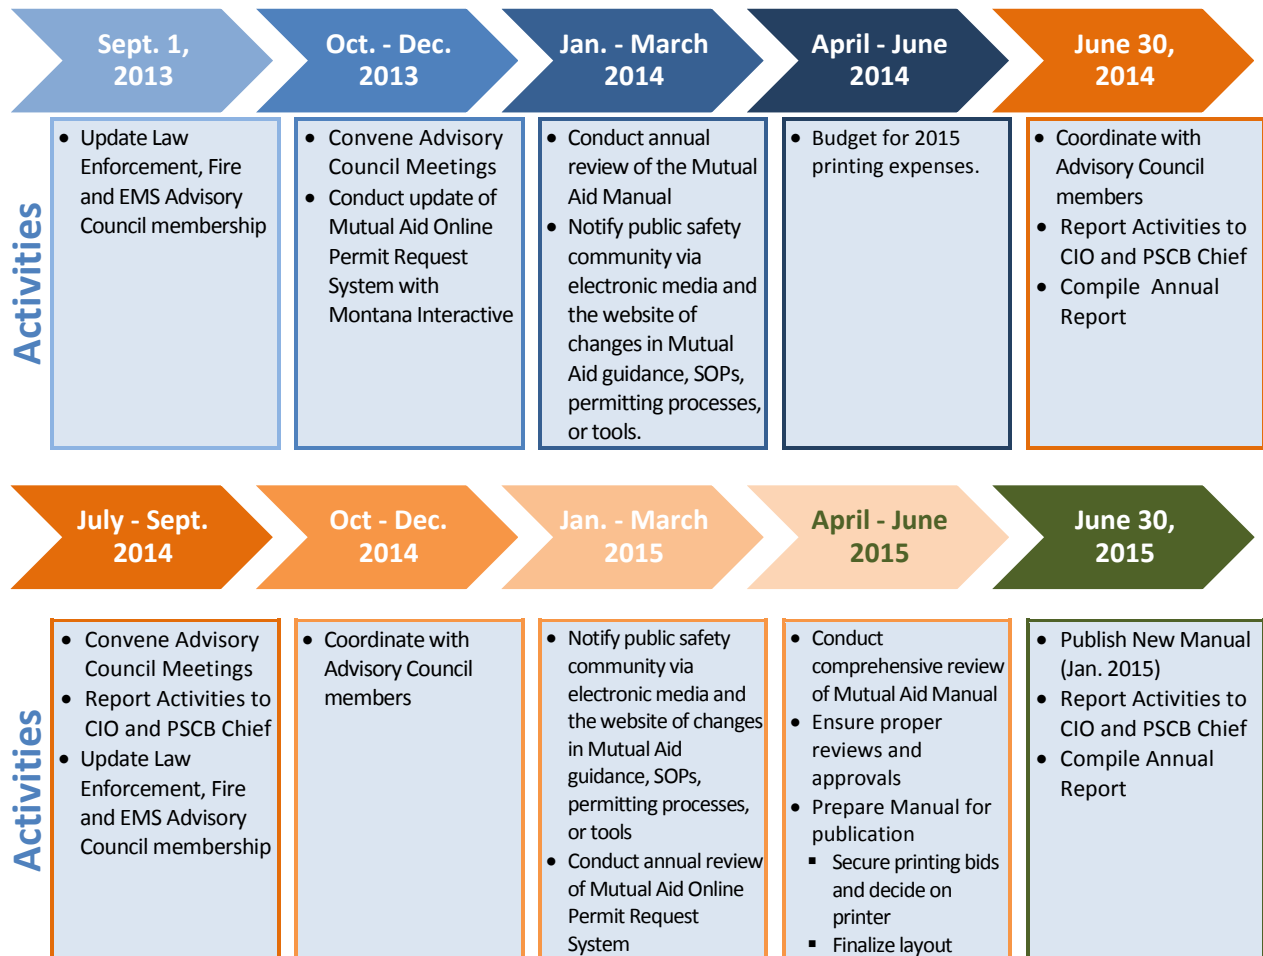 Sept. 1,
2013
Oct. - Dec.
2013
Jan. - March
2014
April - June
2014
June 30,
2014
Activities
• Update Law
Enforcement, Fire
and EMS Advisory
Council membership
• Convene Advisory
Council Meetings
• Conduct update of
Mutual Aid Online
Permit Request
System with
Montana Interactive
• Conduct annual
review of the Mutual
Aid Manual
• Notify public safety
community via
electronic media and
the website of
changes in Mutual
Aid guidance, SOPs,
permitting processes,
or tools.
• Budget for 2015
printing expenses.
• Coordinate with
Advisory Council
members
• Report Activities to
CIO and PSCB Chief
• Compile Annual
Report
July - Sept.
2014
Oct - Dec.
2014
Jan. - March
2015
April - June
2015
June 30,
2015
Activities
• Convene Advisory
Council Meetings
• Report Activities to
CIO and PSCB Chief
• Update Law
Enforcement, Fire
and EMS Advisory
Council membership
• Coordinate with
Advisory Council
members
• Notify public safety
community via
electronic media and
the website of changes
in Mutual Aid
guidance, SOPs,
permitting processes,
or tools
• Conduct annual review
of Mutual Aid Online
Permit Request
System
• Conduct
comprehensive review
of Mutual Aid Manual
• Ensure proper
reviews and
approvals
• Prepare Manual for
publication
▪ Secure printing bids
and decide on
printer
▪ Finalize layout
• Publish New Manual
(Jan. 2015)
• Report Activities to
CIO and PSCB Chief
• Compile Annual
Report